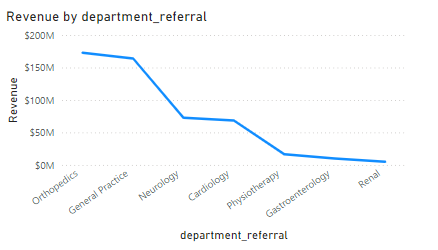 Revenue by department_referral
$200M
$150M
$100M
$50M
$0M
Revenue
Orthopedics
General Practice
Neurology
Cardiology
Physiotherapy
Gastroenterology
Renal
department_referral